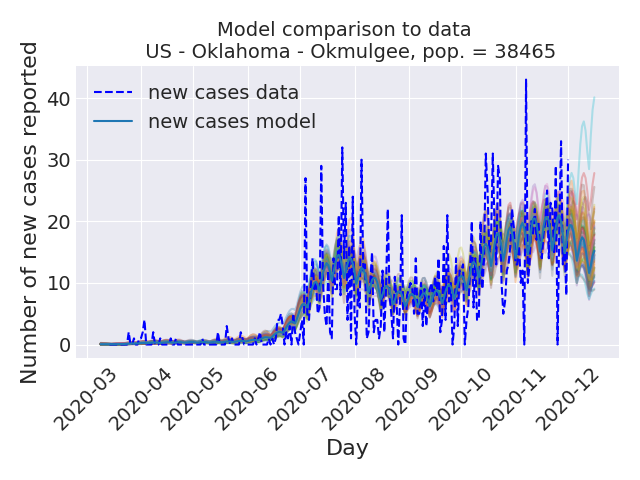 Model comparison to data
US - Oklahoma - Okmulgee, pop. = 38465
Number of new cases reported
40
30
20
10
0
new cases data
new cases model
2020-03
2020-04
2020-05
2020-06
2020-07
2020-08
2020-09
2020-10
2020-11
2020-12
Day